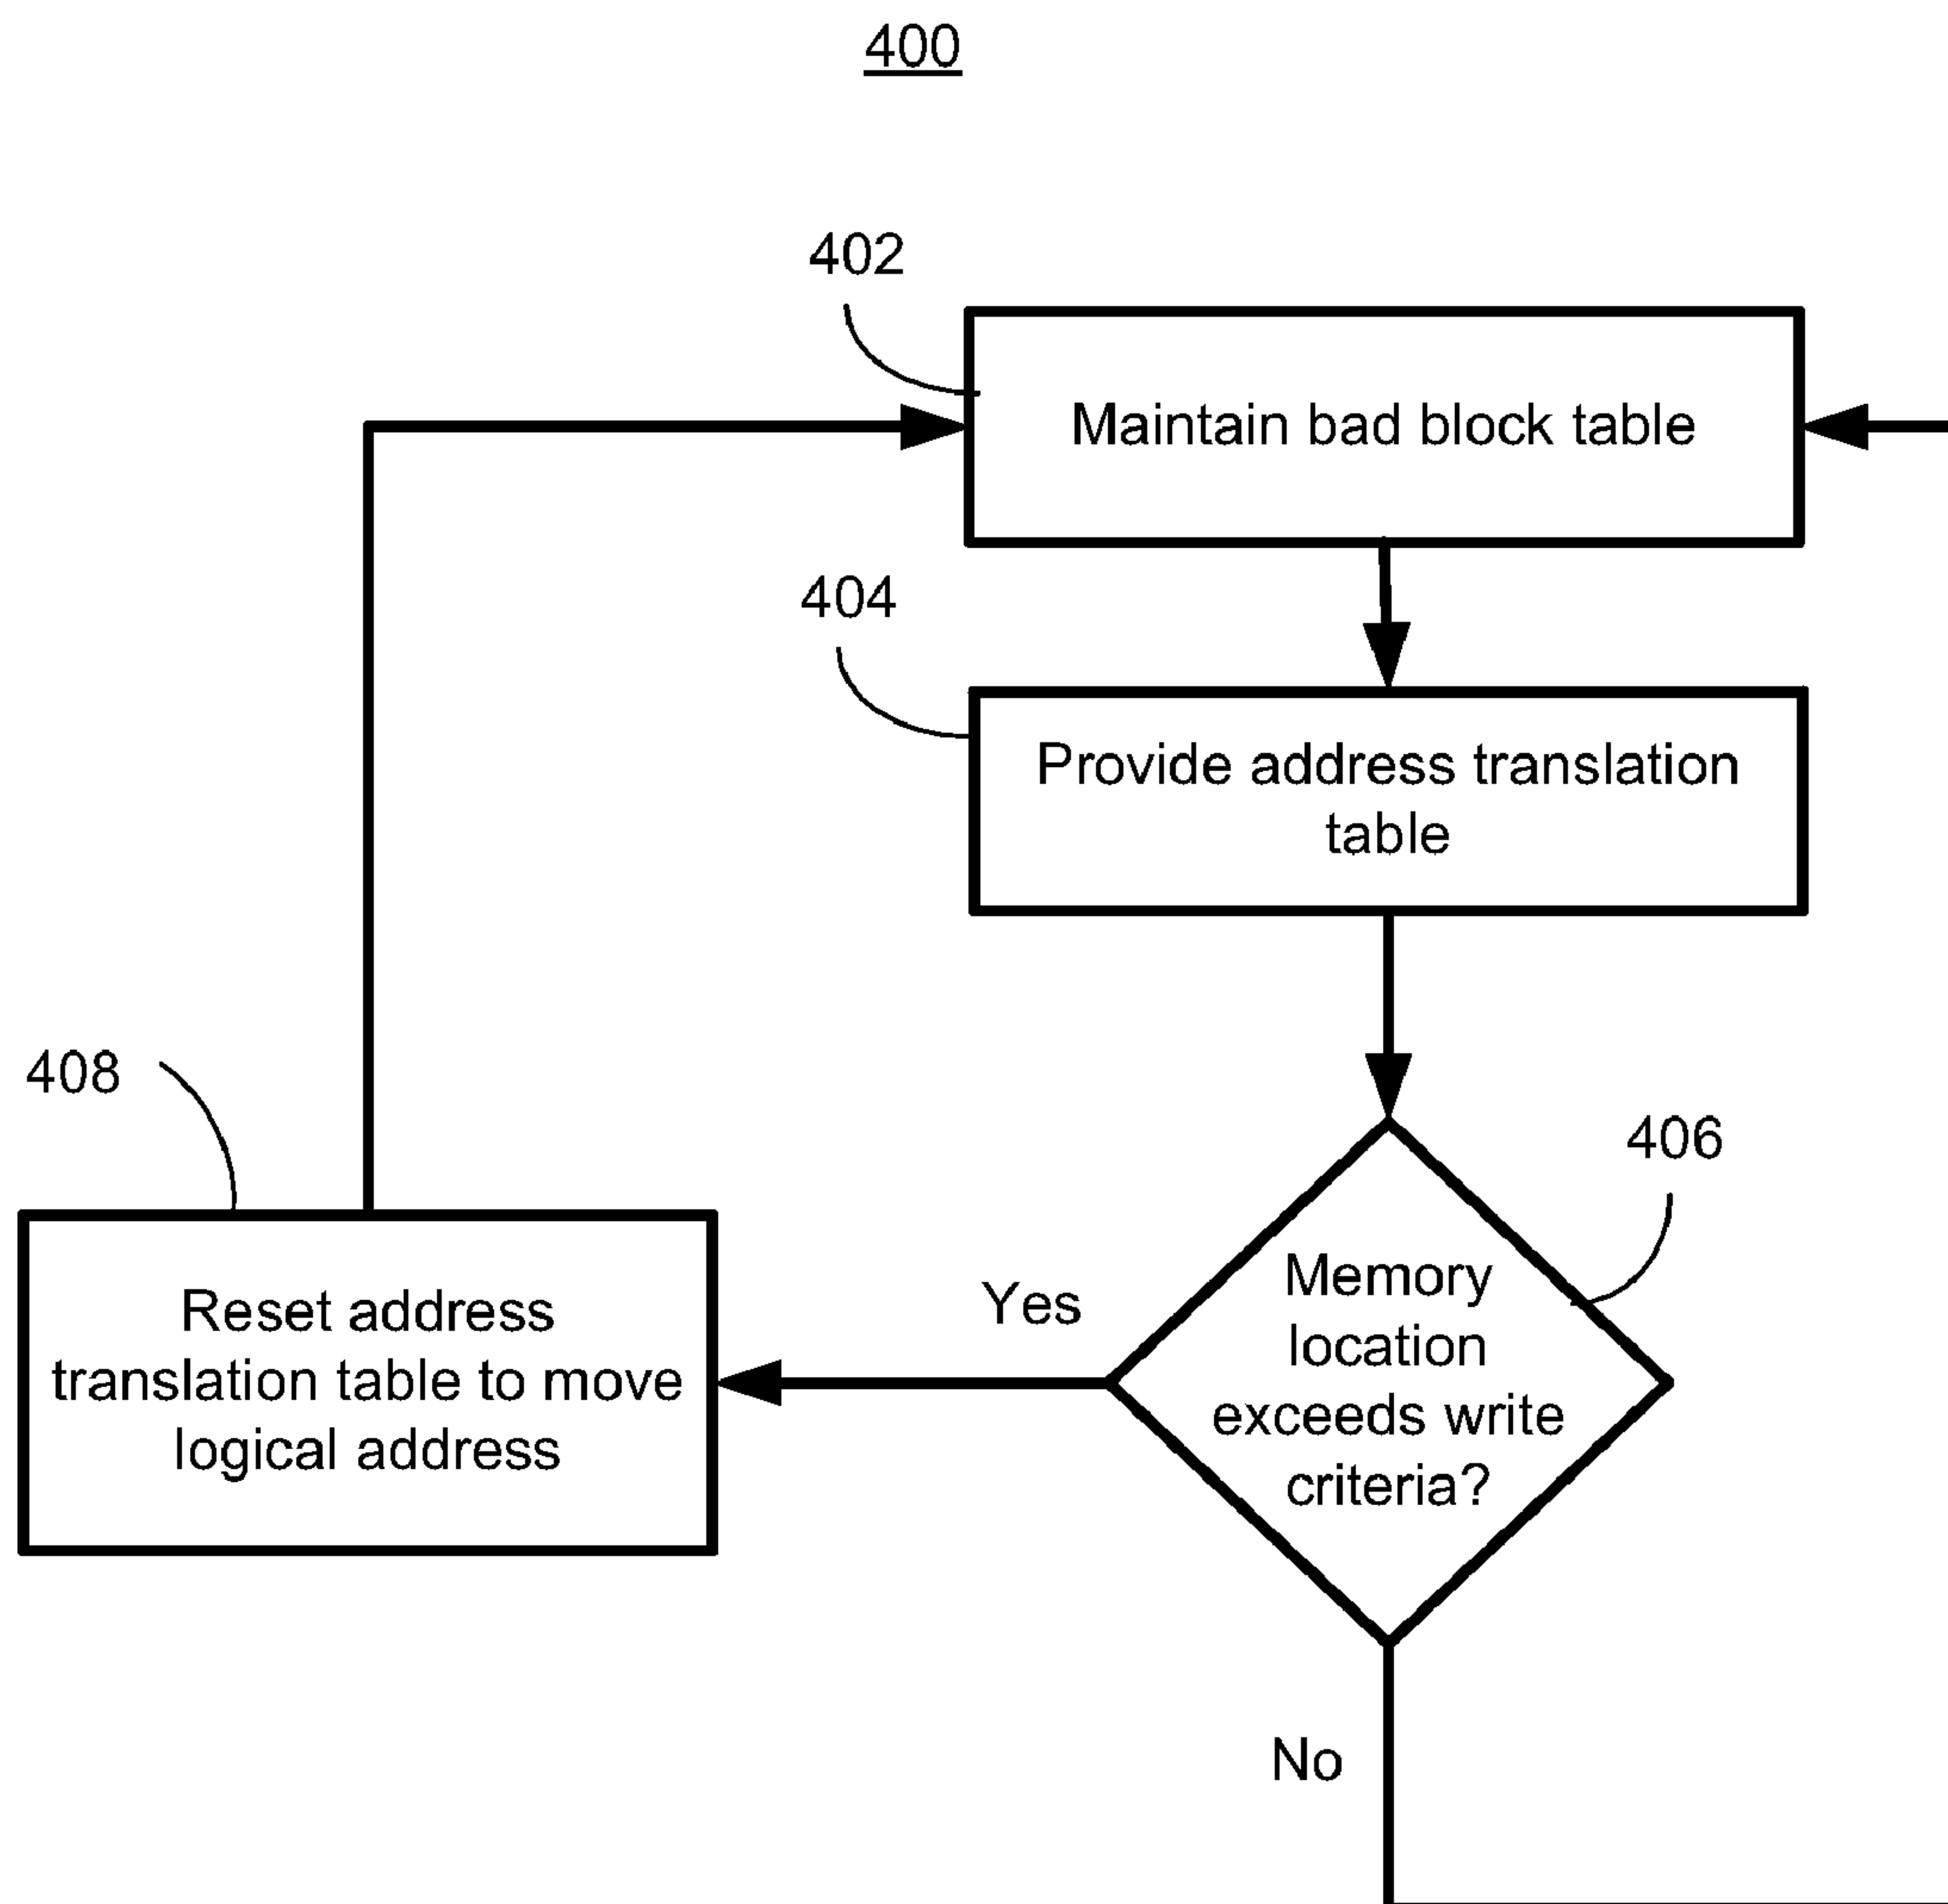 400
402
Maintain bad block table
404
Provide address translation
table
408
406
Reset address
translation table to move
logical address
Yes
Memory
location
exceeds write
criteria?
No